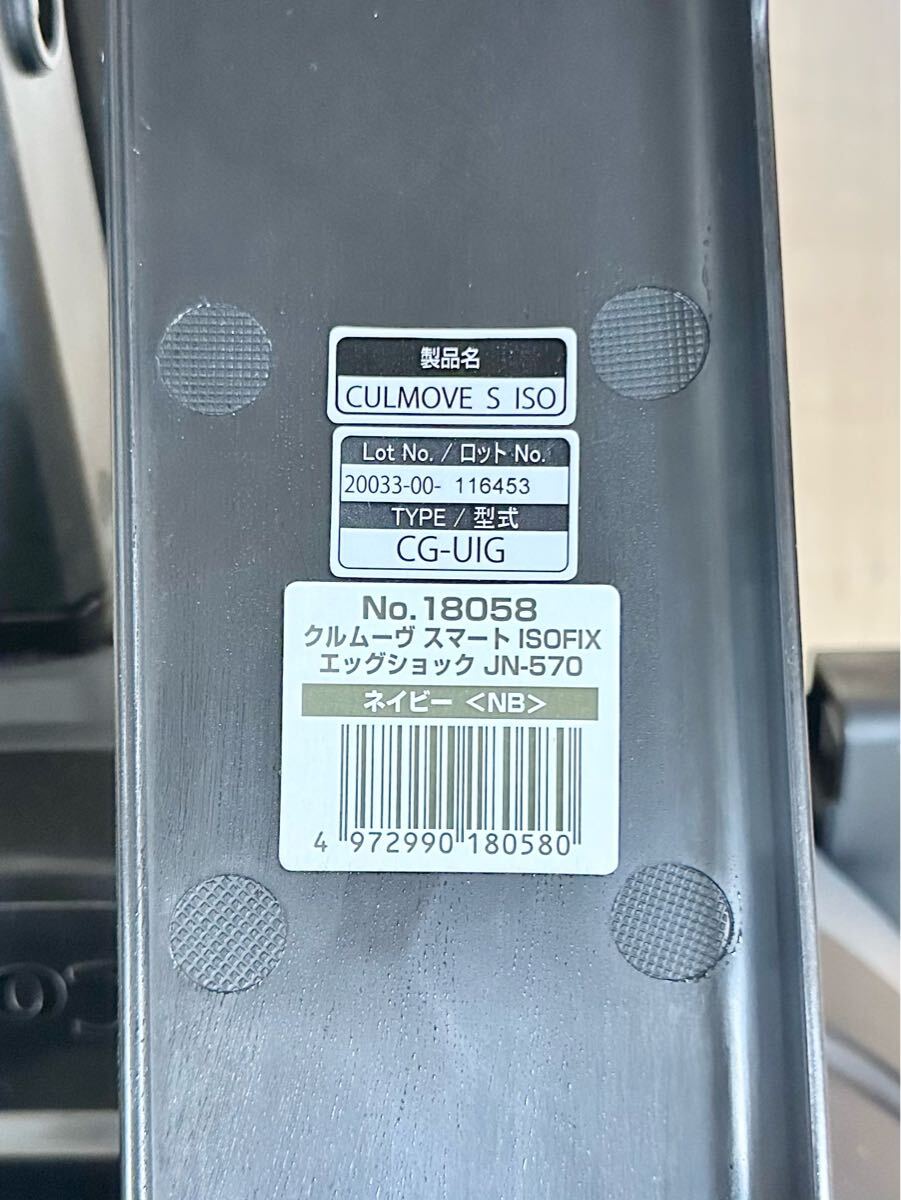 製品名
CULMOVE S ISO
Lot No. / ロット No.
20033-00- 116453
TYPE / 型式
CG-UIG
No.18058
クルムーヴ スマート ISOFIX
エッグショック JN-570
ネイビー <NB>
4 972990 180580